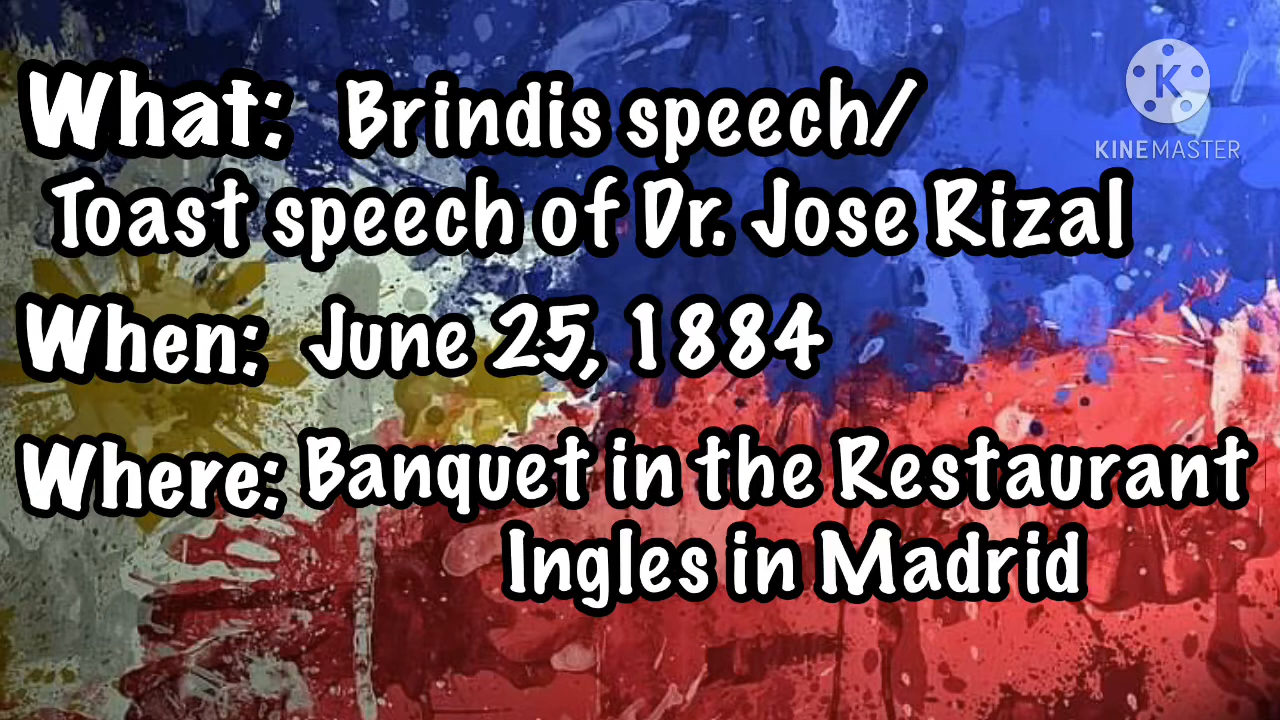 What: Brindis speech/
Toast speech of Dr. Jose Rizal
When: June 25, 1884
Where: Banquet in the Restaurant
Ingles in Madrid
K
KINEMASTER